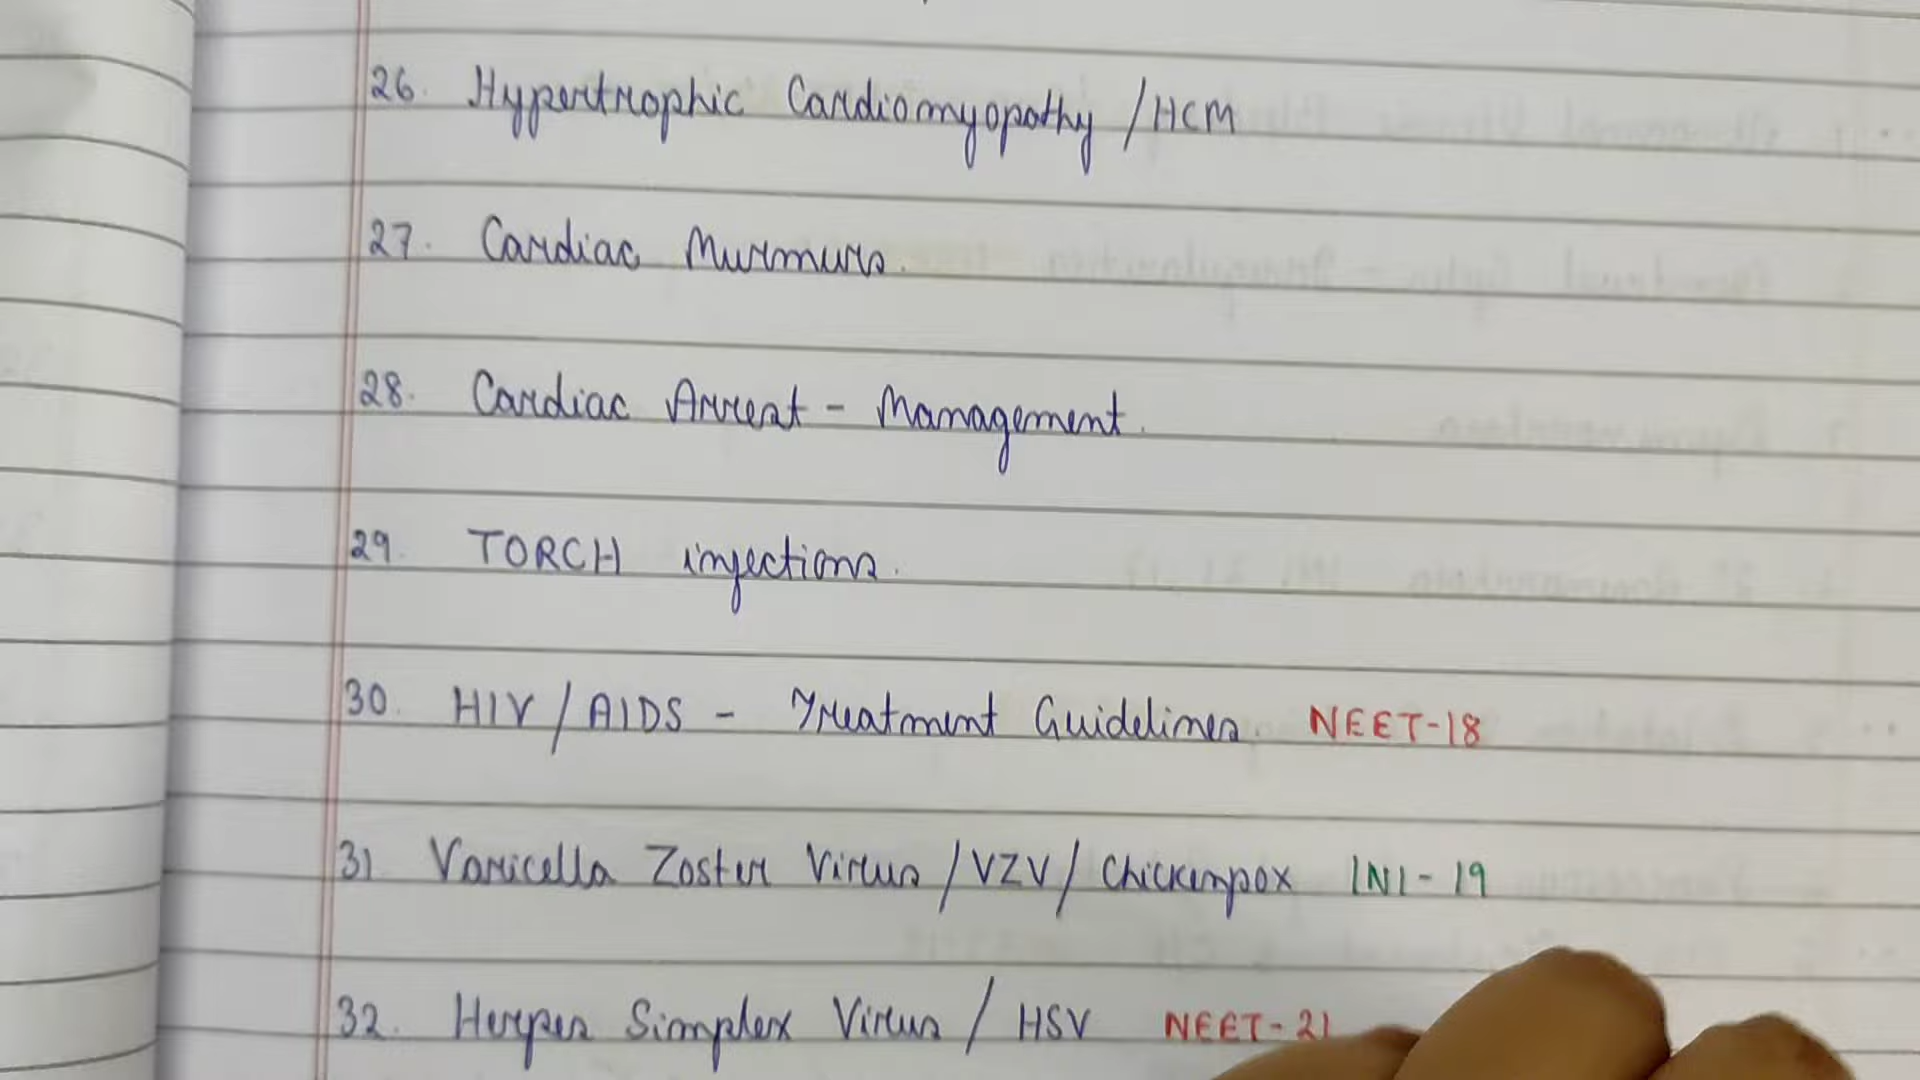 26. Hypertrophic Cardiomyopathy /HCM
27. Cardiac Murmurs.
28. Cardiac Arrest - Management.
29. TORCH infections.
30. HIV / AIDS - Treatment Guidelines. NEET-18
31 Varicella Zoster Virus /VZV/ Chickenpox INI-19
32. Herpes Simplex Virus / HSV NEET-21